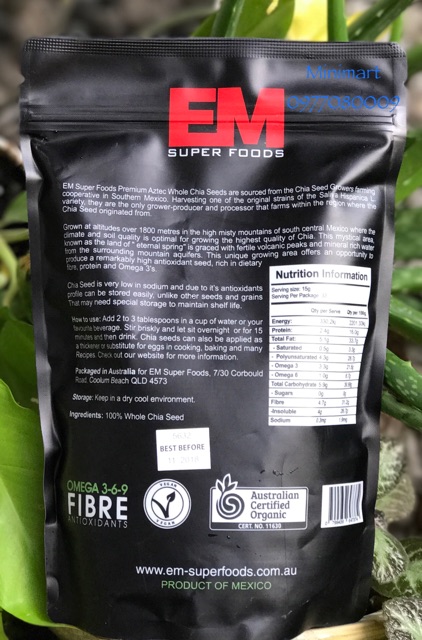 Minimart
0977080009
EM
SUPER FOODS
EM Super Foods Premium Aztec Whole Chia Seeds are sourced from the Chia Seed Growers farming
cooperative in Southern Mexico. Harvesting one of the original strains of the Salvia Hispanica L.
variety, they are the only grower-producer and processor that farms within the region where the
Chia Seed originated from.
Grown at altitudes over 1800 metres in the high misty mountains of south central Mexico where the
climate and soil quality is optimal for growing the highest quality of Chia. This mystical area,
known as the land of " eternal spring" is graced with fertile volcanic peaks and mineral rich water
from the surrounding mountain aquifers. This unique growing area offers an opportunity to
produce a remarkably high antioxidant seed, rich in dietary
fibre, protein and Omega 3's.
Chia Seed is very low in sodium and due to it's antioxidants
profile can be stored easily, unlike other seeds and grains
That may need special storage to maintain shelf life.
How to use: Add 2 to 3 tablespoons in a cup of water or your
favourite beverage. Stir briskly and let sit overnight or for 15
minutes and then drink. Chia seeds can also be applied as
a thickener or substitute for eggs in cooking, baking and many
Recipes. Check out our website for more information.
Packaged in Australia for EM Super Foods, 7/30 Corbould
Road, Coolum Beach QLD 4573
Storage: Keep in a dry cool environment.
Ingredients: 100% Whole Chia Seed
Nutrition Information
Serving size: 15g
Serving Per Package:
Qty per Serve Qty per 100g
Energy:
Protein:
Total Fat:
- Saturated
- Polyunsaturated
- Omega 3
- Omega 6
Total Carbohydrate
- Sugars
Fibre
-Insoluble
Sodium
BEST BEFORE
11 2018
OMEGA 3-6-9
FIBRE
ANTIOXIDANTS
VEGAN
VEGAN
Australian
Certified
Organic
CERT. NO. 11630
www.em-superfoods.com.au
PRODUCT OF MEXICO